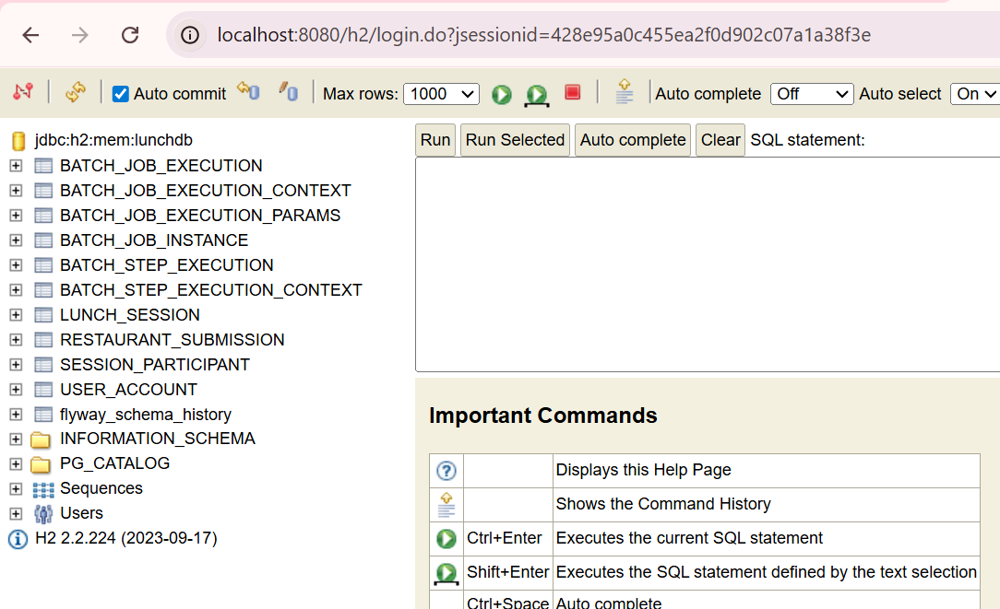 localhost:8080/h2/login.do?jsessionid=428e95a0c455ea2f0d902c07a1a38f3e
Auto commit Max rows: 1000 Auto complete Off Auto select On
jdbc:h2:mem:lunchdb
BATCH_JOB_EXECUTION
BATCH_JOB_EXECUTION_CONTEXT
BATCH_JOB_EXECUTION_PARAMS
BATCH_JOB_INSTANCE
BATCH_STEP_EXECUTION
BATCH_STEP_EXECUTION_CONTEXT
LUNCH_SESSION
RESTAURANT_SUBMISSION
SESSION_PARTICIPANT
USER_ACCOUNT
flyway_schema_history
INFORMATION_SCHEMA
PG_CATALOG
Sequences
Users
H2 2.2.224 (2023-09-17)
Run Run Selected Auto complete Clear SQL statement:
Important Commands
Displays this Help Page
Shows the Command History
Ctrl+Enter Executes the current SQL statement
Shift+Enter Executes the SQL statement defined by the text selection
Ctrl+Space Auto complete